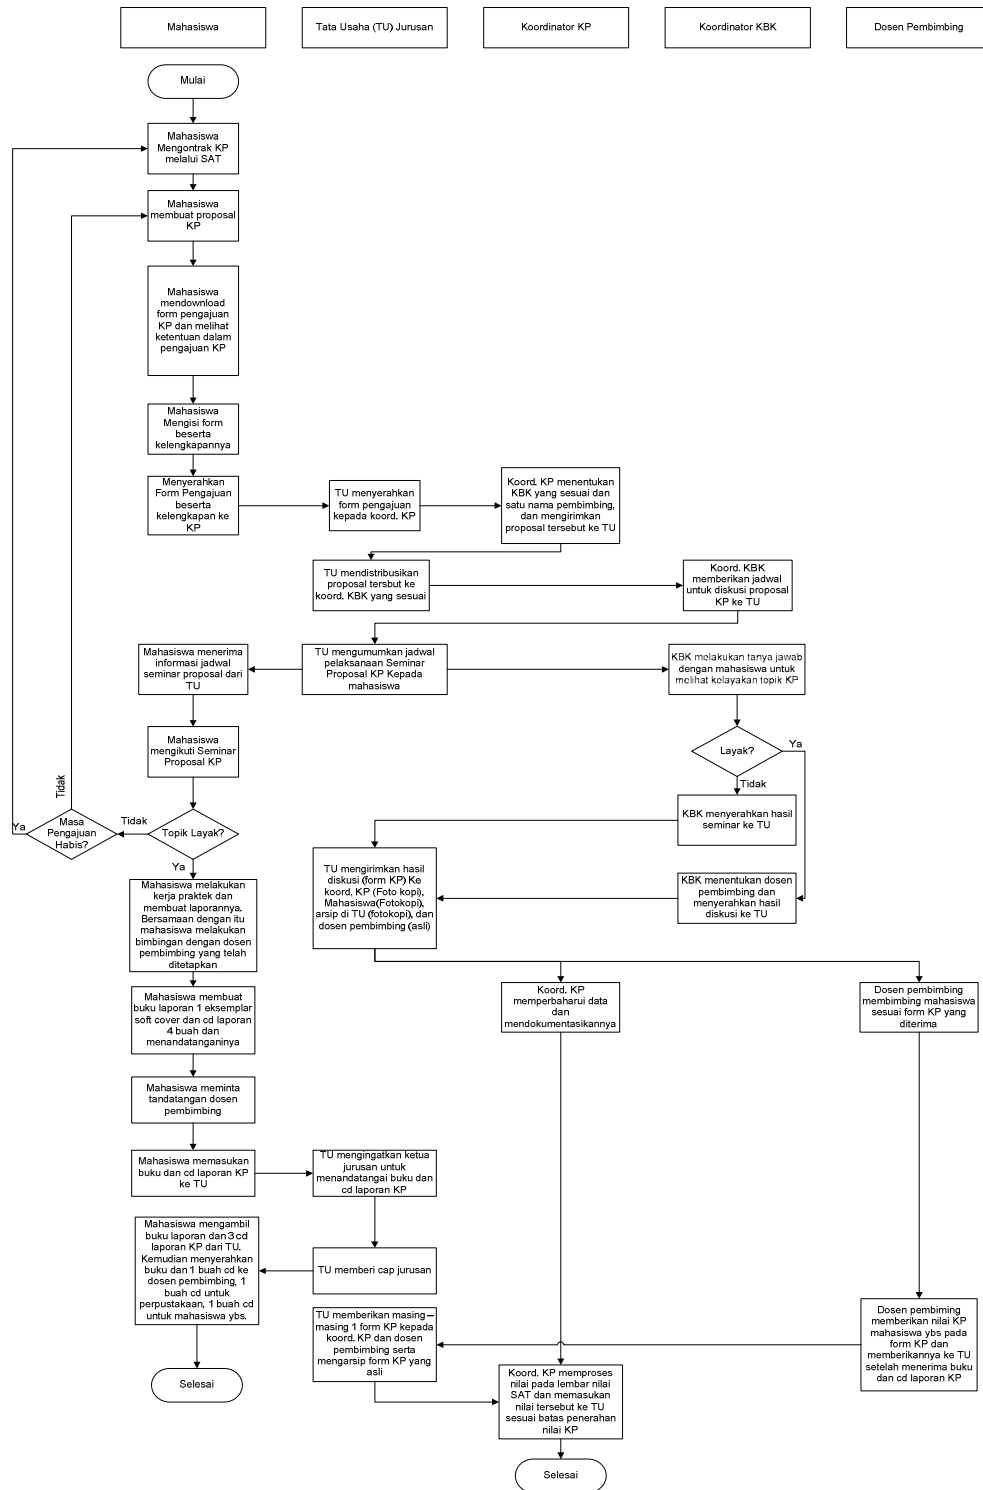 Mahasiswa
Tata Usaha (TU) Jurusan
Koordinator KP
Koordinator KBK
Dosen Pembimbing
Mulai
Mahasiswa
Mengontrak KP
melalui SAT
Mahasiswa
membuat proposal
KP
Mahasiswa
mendownload
form pengajuan
KP dan melihat
ketentuan dalam
pengajuan KP
Mahasiswa
Mengisi form
beserta
kelengkapannya
Menyerahkan
Form Pengajuan
beserta
kelengkapan ke
KP
TU menyerahkan
form pengajuan
kepada koord. KP
Koord. KP menentukan
KBK yang sesuai dan
satu nama pembimbing,
dan mengirimkan
proposal tersebut ke TU
TU mendistribusikan
proposal tersbut ke
koord. KBK yang sesuai
Koord. KBK
memberikan jadwal
untuk diskusi proposal
KP ke TU
Mahasiswa menerima
informasi jadwal
seminar proposal dari
TU
TU mengumumkan jadwal
pelaksanaan Seminar
Proposal KP Kepada
mahasiswa
KBK melakukan tanya jawab
dengan mahasiswa untuk
melihat kelayakan topik KP
Mahasiswa
mengikuti Seminar
Proposal KP
Layak?
Ya
Tidak
Tidak
KBK menyerahkan hasil
seminar ke TU
Ya
Masa
Pengajuan
Habis?
Tidak
Topik Layak?
Ya
TU mengirimkan hasil
diskusi (form KP) Ke
koord. KP (Foto kopi),
Mahasiswa(Fotokopi),
arsip di TU (fotokopi), dan
dosen pembimbing (asli)
KBK menentukan dosen
pembimbing dan
menyerahkan hasil
diskusi ke TU
Mahasiswa melakukan
kerja praktek dan
membuat laporannya.
Bersamaan dengan itu
mahasiswa melakukan
bimbingan dengan dosen
pembimbing yang telah
ditetapkan
Mahasiswa membuat
buku laporan 1 eksemplar
soft cover dan cd laporan
4 buah dan
menandatanganinya
Koord. KP
memperbaharui data
dan
mendokumentasikannya
Dosen pembimbing
membimbing mahasiswa
sesuai form KP yang
diterima
Mahasiswa meminta
tandatangan dosen
pembimbing
Mahasiswa memasukan
buku dan cd laporan KP
ke TU
TU mengingatkan ketua
jurusan untuk
menandatangai buku dan
cd laporan KP
Mahasiswa mengambil
buku laporan dan 3 cd
laporan KP dari TU.
Kemudian menyerahkan
buku dan 1 buah cd ke
dosen pembimbing, 1
buah cd untuk
perpustakaan, 1 buah cd
untuk mahasiswa ybs.
TU memberi cap jurusan
TU memberikan masing–
masing 1 form KP kepada
koord. KP dan dosen
pembimbing serta
mengarsip form KP yang
asli
Dosen pembiming
memberikan nilai KP
mahasiswa ybs pada
form KP dan
memberikannya ke TU
setelah menerima buku
dan cd laporan KP
Selesai
Koord. KP memproses
nilai pada lembar nilai
SAT dan memasukan
nilai tersebut ke TU
sesuai batas penerahan
nilai KP
Selesai